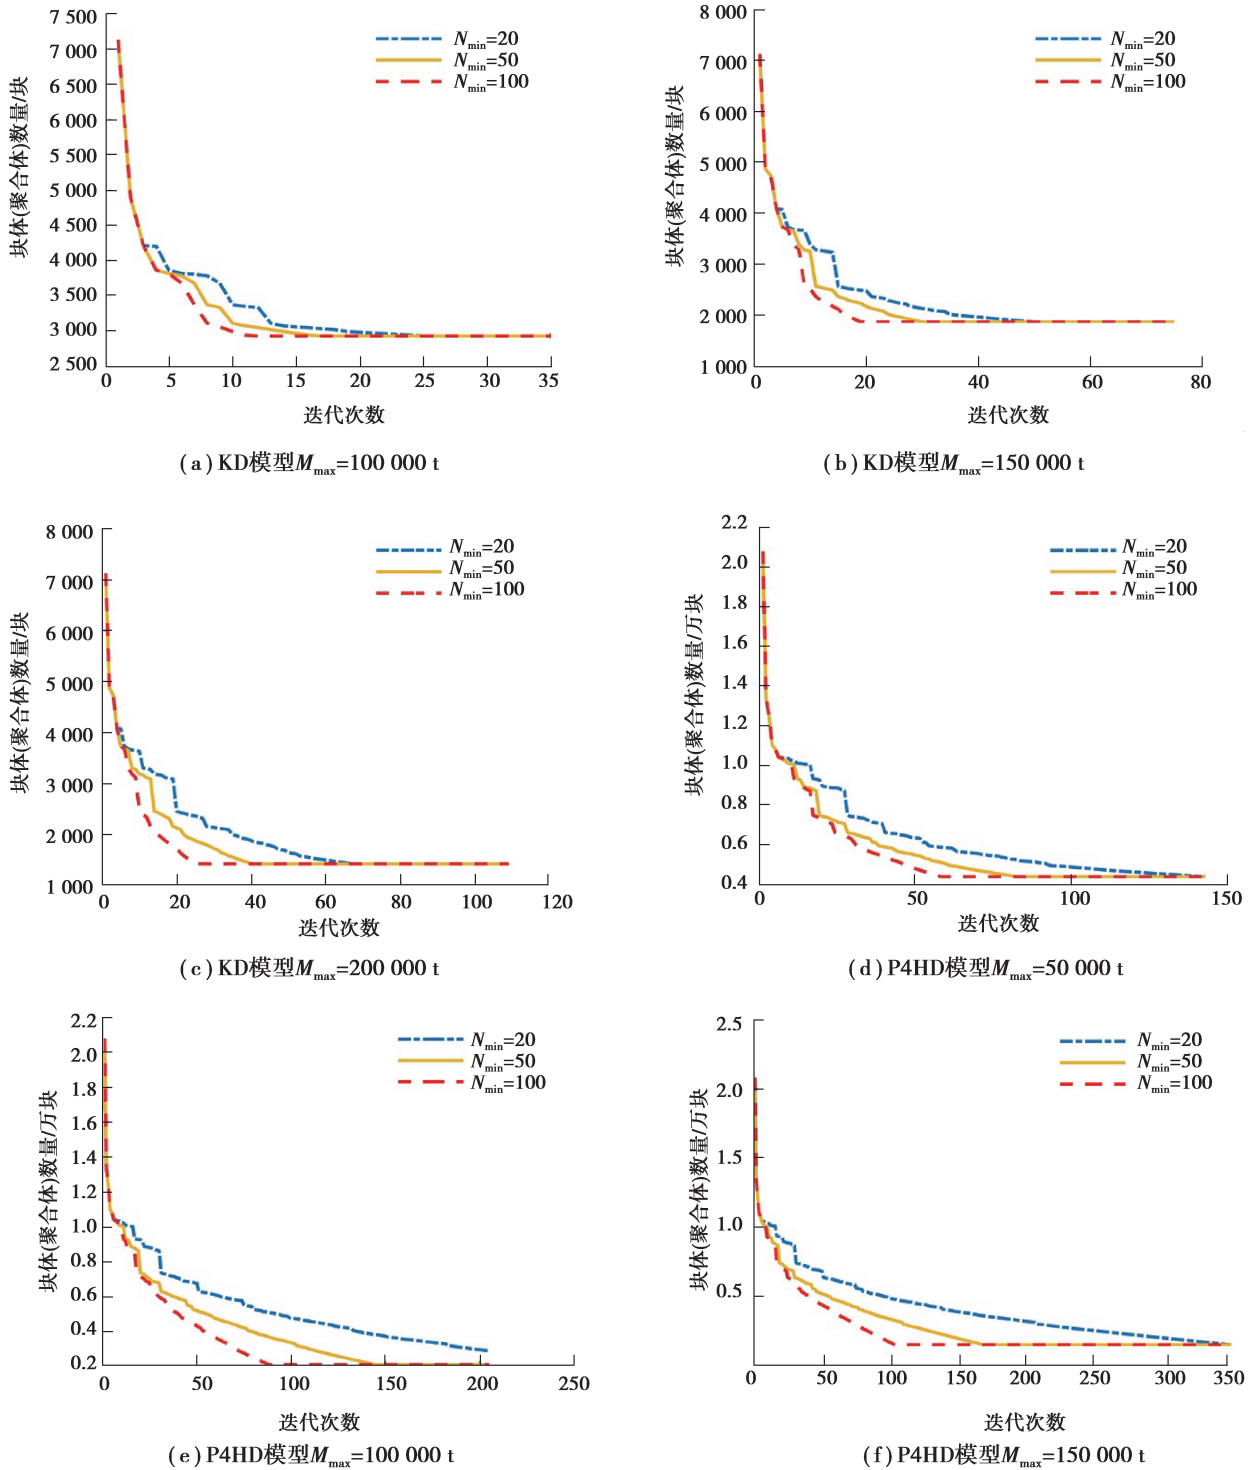 7 500
7 000
6 500
6 000
5 500
5 000
4 500
4 000
3 500
3 000
2 500
0 5 10 15 20 25 30 35
块体(聚合体)数量/块
迭代次数
Nmin=20
Nmin=50
Nmin=100
(a)KD模型Mmax=100 000 t
8 000
7 000
6 000
5 000
4 000
3 000
2 000
1 000
0 20 40 60 80
块体(聚合体)数量/块
迭代次数
Nmin=20
Nmin=50
Nmin=100
(b)KD模型Mmax=150 000 t
8 000
7 000
6 000
5 000
4 000
3 000
2 000
1 000
0 20 40 60 80 100 120
块体(聚合体)数量/块
迭代次数
Nmin=20
Nmin=50
Nmin=100
(c)KD模型Mmax=200 000 t
2.2
2.0
1.8
1.6
1.4
1.2
1.0
0.8
0.6
0.4
0 50 100 150
块体(聚合体)数量/万块
迭代次数
Nmin=20
Nmin=50
Nmin=100
(d)P4HD模型Mmax=50 000 t
2.2
2.0
1.8
1.6
1.4
1.2
1.0
0.8
0.6
0.4
0.2
0 50 100 150 200 250
块体(聚合体)数量/万块
迭代次数
Nmin=20
Nmin=50
Nmin=100
(e)P4HD模型Mmax=100 000 t
2.5
2.0
1.5
1.0
0.5
0 50 100 150 200 250 300 350
块体(聚合体)数量/万块
迭代次数
Nmin=20
Nmin=50
Nmin=100
(f)P4HD模型Mmax=150 000 t